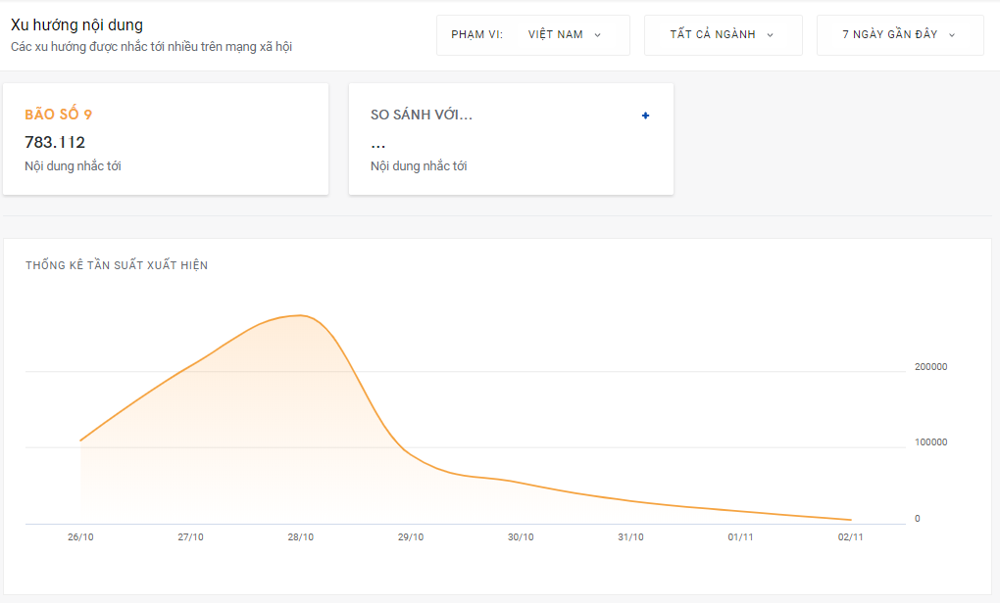 Xu hướng nội dung
Các xu hướng được nhắc tới nhiều trên mạng xã hội
PHẠM VI: VIỆT NAM
TẤT CẢ NGÀNH
7 NGÀY GẦN ĐÂY
BÃO SỐ 9
783.112
Nội dung nhắc tới
SO SÁNH VỚI...
...
Nội dung nhắc tới
THỐNG KÊ TẦN SUẤT XUẤT HIỆN
200000
100000
0
26/10 27/10 28/10 29/10 30/10 31/10 01/11 02/11